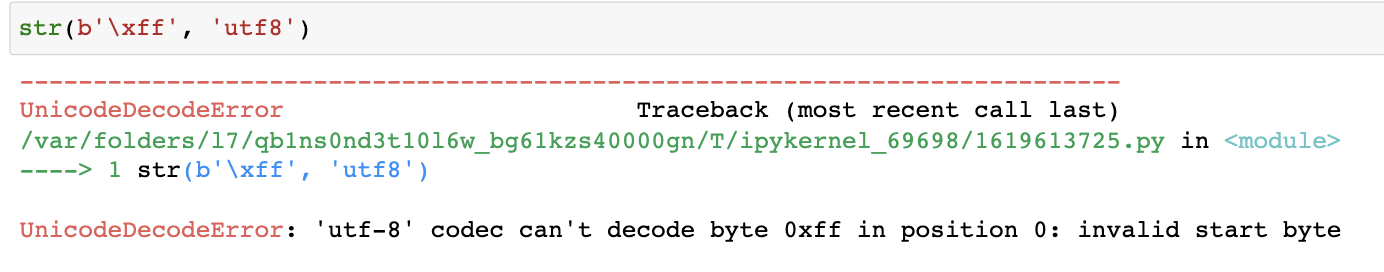 str(b'\xff', 'utf8')
---------------------------------------------------------------------------
UnicodeDecodeError                        Traceback (most recent call last)
/var/folders/l7/qb1ns0nd3t10l6w_bg61kzs40000gn/T/ipykernel_69698/1619613725.py in <module>
----> 1 str(b'\xff', 'utf8')
UnicodeDecodeError: 'utf-8' codec can't decode byte 0xff in position 0: invalid start byte